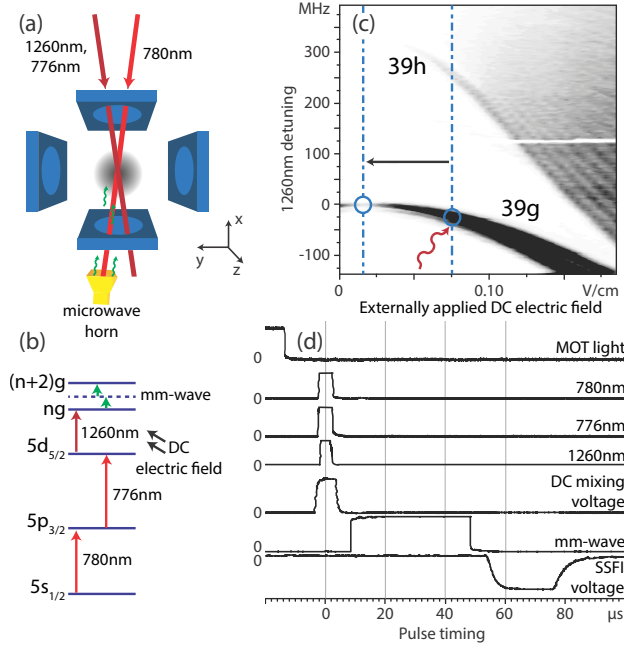 (a)
1260nm,
776nm
780nm
x
y
z
microwave
horn
(b)
(n+2)g
mm-wave
ng
1260nm
DC
electric field
5d5/2
776nm
5p3/2
780nm
5s1/2
(c)
MHz
300
250
200
150
100
50
0
-100
1260nm detuning
39h
39g
0
0.10
V/cm
Externally applied DC electric field
(d)
0
MOT light
0
780nm
0
776nm
0
1260nm
0
DC mixing
voltage
0
mm-wave
0
SSFI
voltage
0
20
40
60
80
µs
Pulse timing